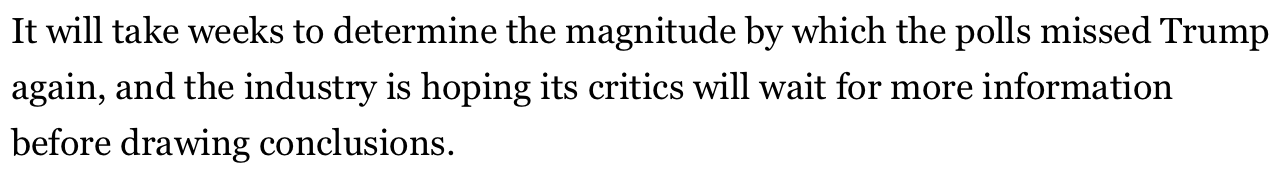 It will take weeks to determine the magnitude by which the polls missed Trump
again, and the industry is hoping its critics will wait for more information
before drawing conclusions.